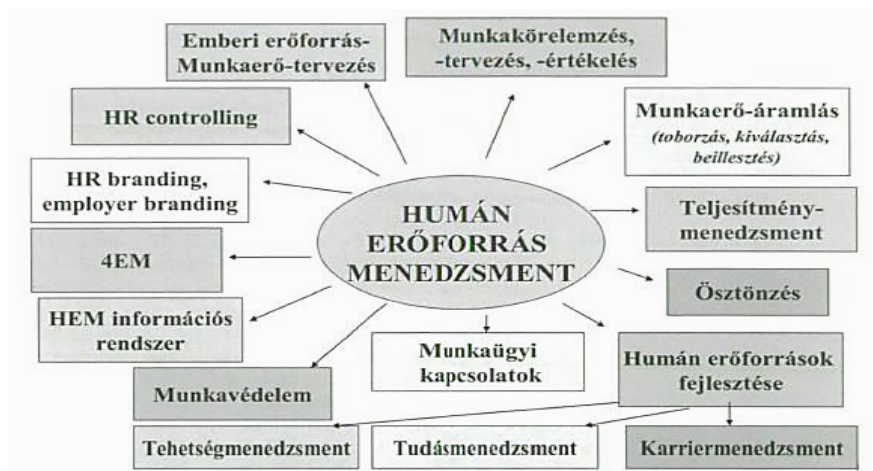 Emberi erőforrás-
Munkaerő-tervezés
Munkakörelemzés,
-tervezés, -értékelés
HR controlling
Munkaerő-áramlás
(toborzás, kiválasztás,
beillesztés)
HR branding,
employer branding
HUMÁN
ERŐFORRÁS
MENEDZSMENT
Teljesítmény-
menedzsment
4EM
Ösztönzés
HEM információs
rendszer
Munkaügyi
kapcsolatok
Humán erőforrások
fejlesztése
Munkavédelem
Tehetségmenedzsment
Tudásmenedzsment
Karriermenedzsment